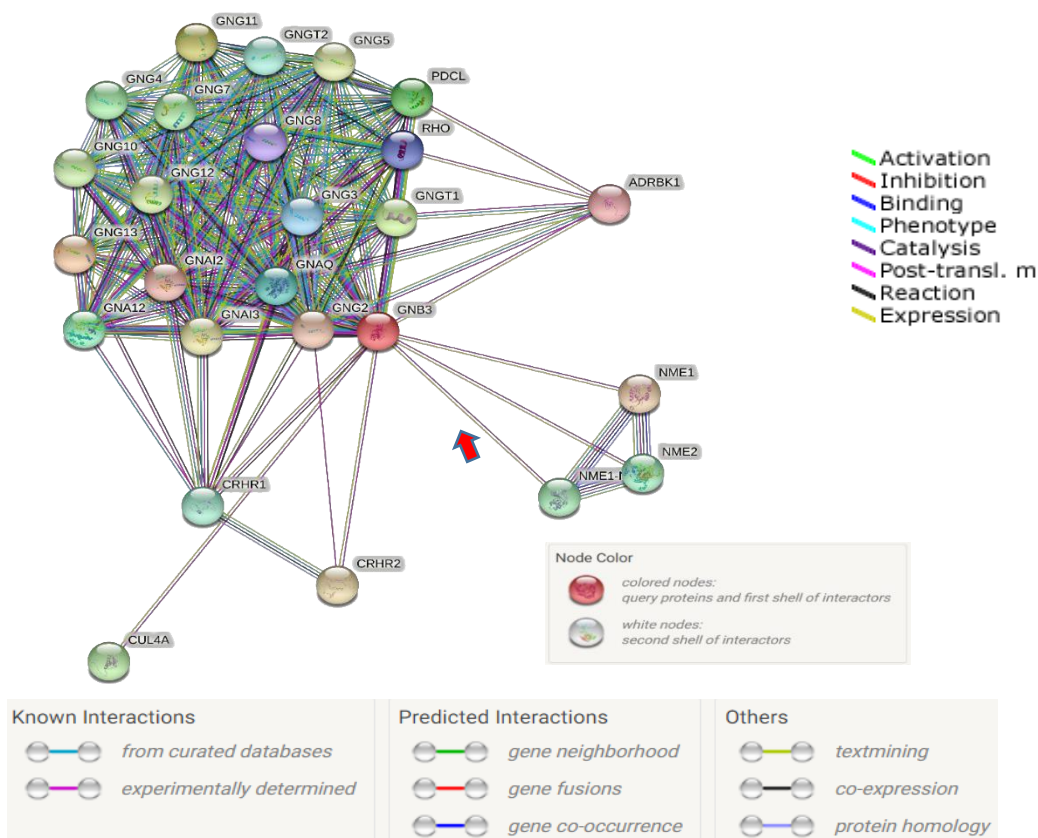 GNG11
GNGT2
GNG5
GNG4
GNG7
PDCL
GNG8
RHO
GNG10
GNG12
GNG3
GNGT1
ADRBK1
GNG13
GNAI2
GNAQ
GNA12
GNAI3
GNG2
GNB3
NME1
NME2
NME1-
CRHR1
CRHR2
CUL4A
Activation
Inhibition
Binding
Phenotype
Catalysis
Post-transl. m
Reaction
Expression
Node Color
colored nodes:
query proteins and first shell of interactors
white nodes:
second shell of interactors
Known Interactions
from curated databases
experimentally determined
Predicted Interactions
gene neighborhood
gene fusions
gene co-occurrence
Others
textmining
co-expression
protein homology